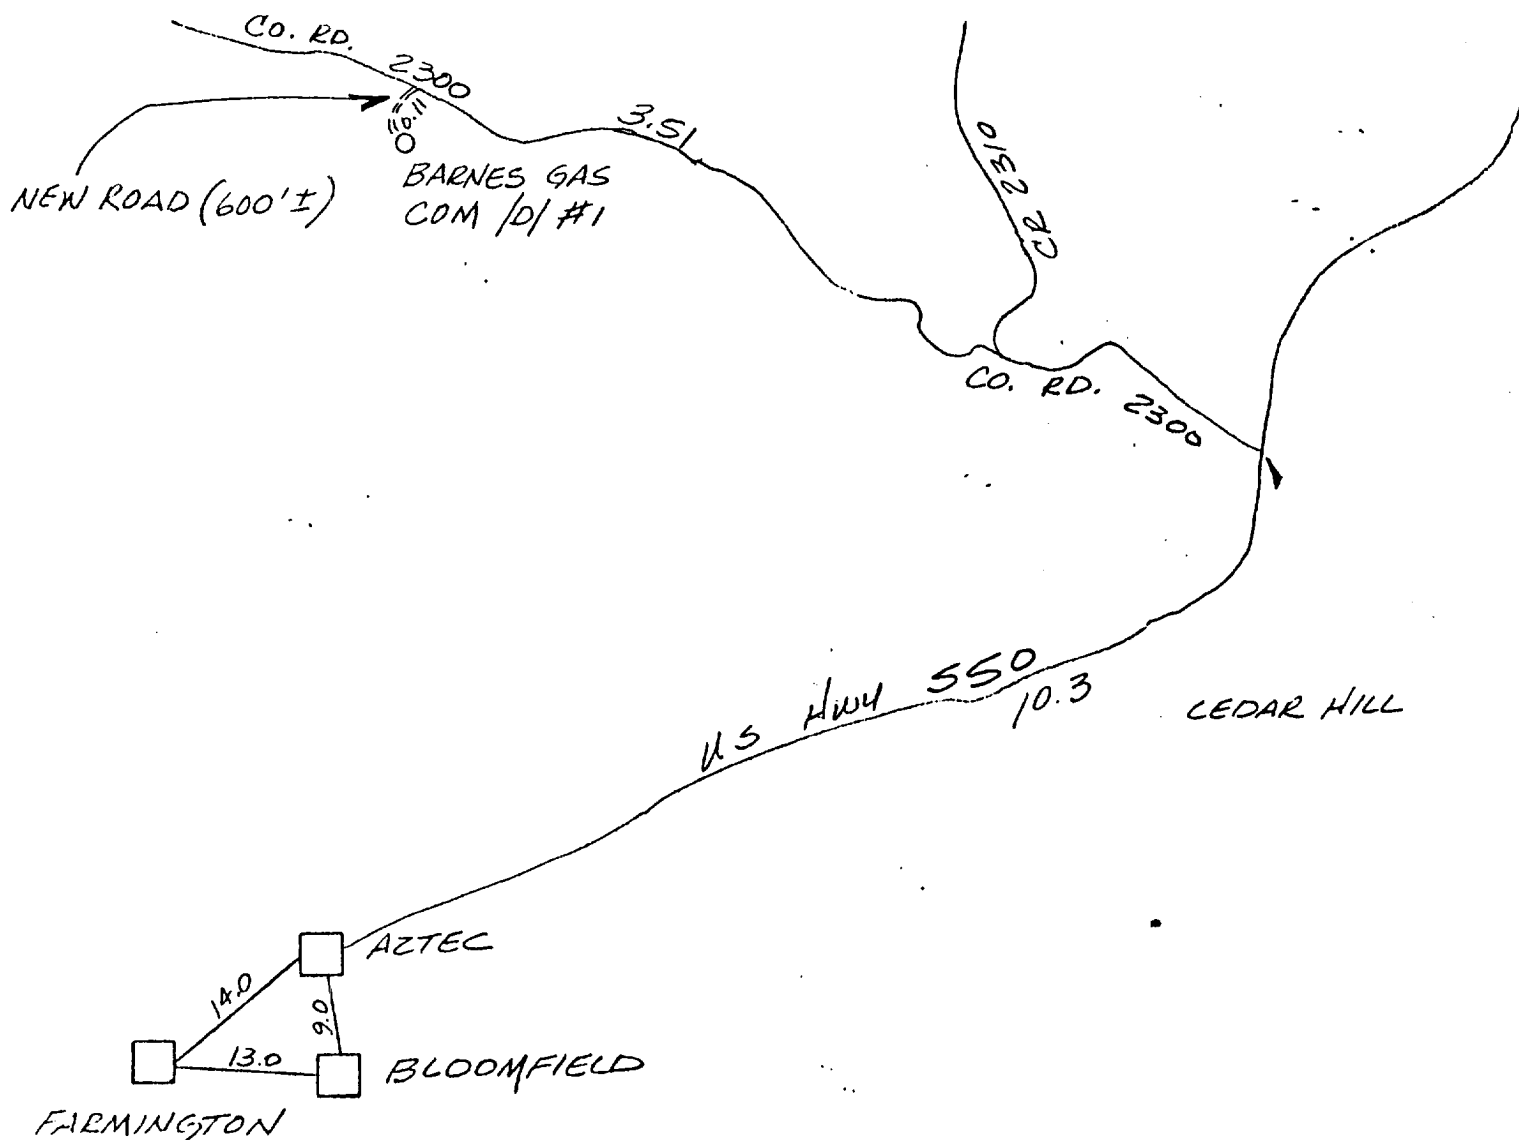 CO. RD. 2300
3.51
0.1
NEW ROAD (600'±)
BARNES GAS
COM /D/ #1
CR 2310
CO. RD. 2300
US HWY 550
10.3
CEDAR HILL
AZTEC
14.0
9.0
13.0
BLOOMFIELD
FARMINGTON